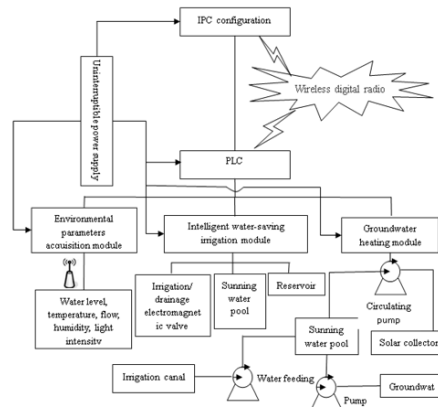 IPC configuration
Uninterruptible power
supply
Wireless digital radio
PLC
Environmental
parameters
acquisition module
Intelligent water-saving
irrigation module
Groundwater
heating module
Water level,
temperature, flow,
humidity, light
intensity
Irrigation/
drainage
electromagnet
ic valve
Sunning
water
pool
Reservoir
Circulating
pump
Sunning
water pool
Solar collector
Irrigation canal
Water feeding
Pump
Groundwat